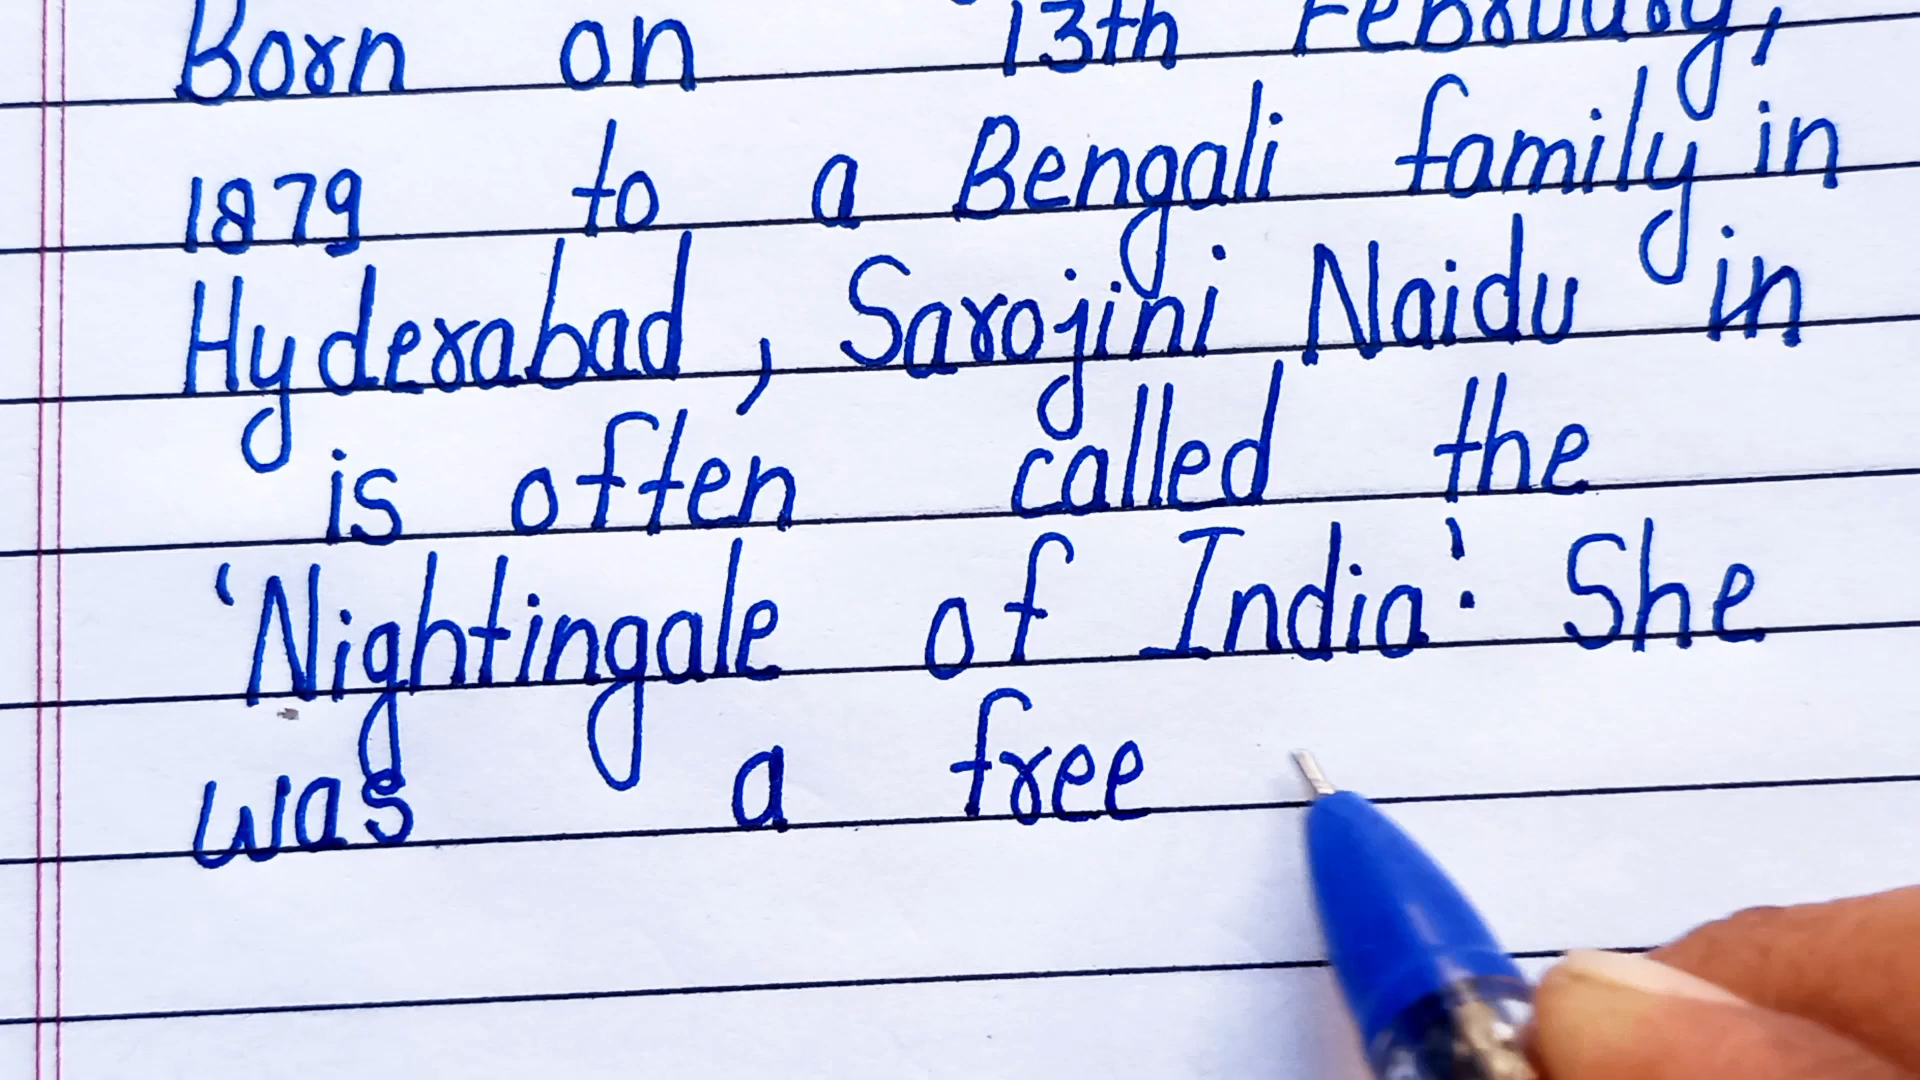 Born on 13th February,
1879 to a Bengali family in
Hyderabad, Sarojini Naidu in
is often called the
'Nightingale of India'. She
was a free